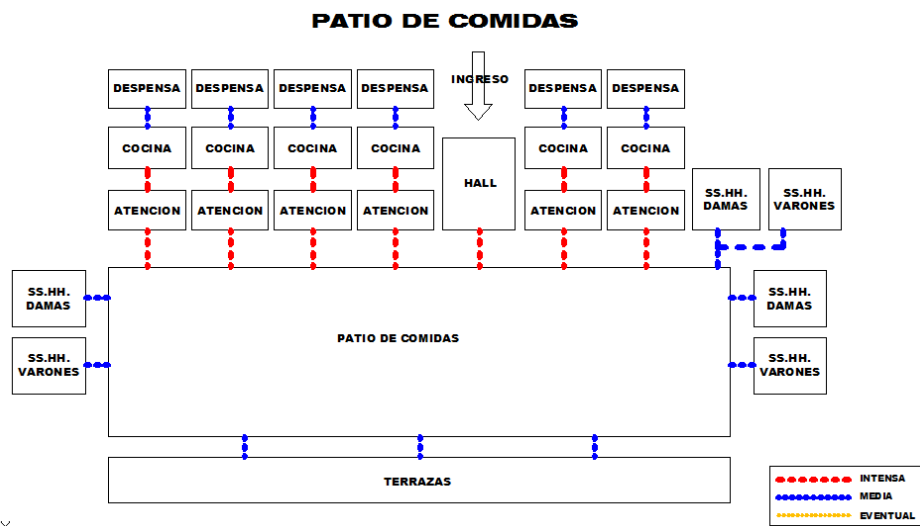 PATIO DE COMIDAS
INGRESO
DESPENSA
DESPENSA
DESPENSA
DESPENSA
DESPENSA
DESPENSA
COCINA
COCINA
COCINA
COCINA
HALL
COCINA
COCINA
ATENCION
ATENCION
ATENCION
ATENCION
ATENCION
ATENCION
SS.HH.
DAMAS
SS.HH.
VARONES
SS.HH.
DAMAS
SS.HH.
VARONES
PATIO DE COMIDAS
SS.HH.
DAMAS
SS.HH.
VARONES
TERRAZAS
INTENSA
MEDIA
EVENTUAL